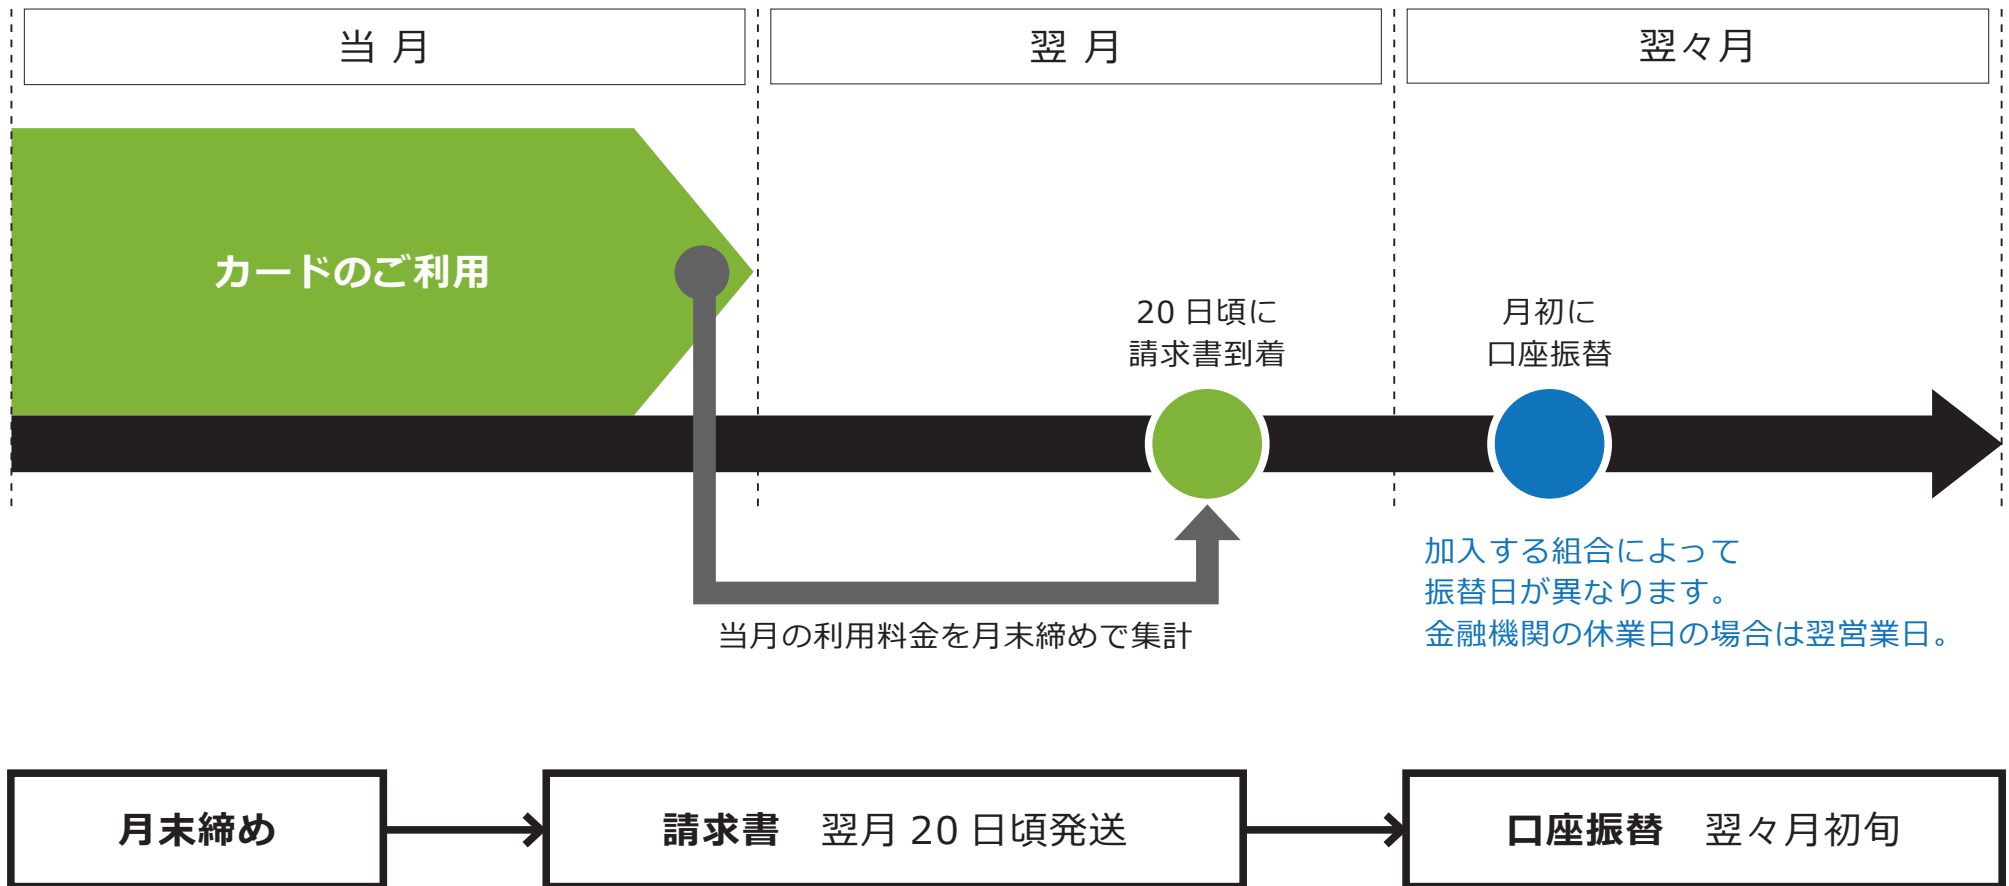 当月
翌月
翌々月
カードのご利用
20日頃に
請求書到着
月初に
口座振替
加入する組合によって
振替日が異なります。
金融機関の休業日の場合は翌営業日。
当月の利用料金を月末締めで集計
月末締め
請求書　翌月20日頃発送
口座振替　翌々月初旬